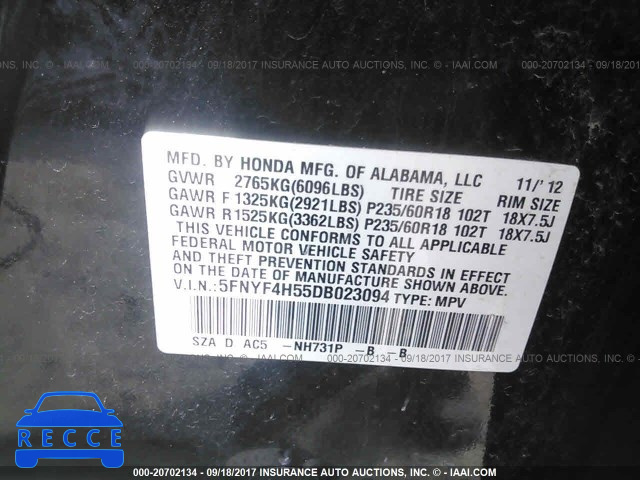 000-20702134 - 09/18/2017 INSURANCE AUTO AUCTIONS, INC. - © IAAI.COM
000-20702134 - 09/18/2017 INSURANCE AUTO AUCTIONS, INC. - © IAAI.COM
MFD. BY HONDA MFG. OF ALABAMA, LLC 11/'12
GVWR 2765KG(6096LBS) TIRE SIZE RIM SIZE
GAWR F 1325KG(2921LBS) P235/60R18 102T 18X7.5J
GAWR R 1525KG(3362LBS) P235/60R18 102T 18X7.5J
THIS VEHICLE CONFORMS TO ALL APPLICABLE
FEDERAL MOTOR VEHICLE SAFETY
AND THEFT PREVENTION STANDARDS IN EFFECT
ON THE DATE OF MANUFACTURE SHOWN ABOVE.
V.I.N.:5FNYF4H55DB023094 TYPE: MPV
SZA D AC5 -NH731P -B -B
BIDCARS.RECENT
000-20702134 - 09/18/2017 INSURANCE AUTO AUCTIONS, INC. - © IAAI.COM